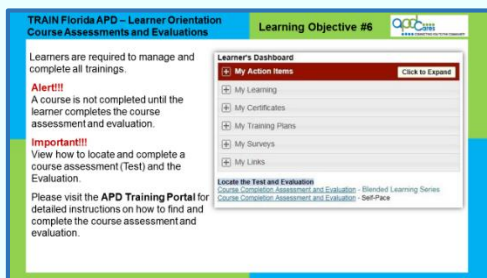 TRAIN Florida APD – Learner Orientation
Course Assessments and Evaluations
Learning Objective #6
apdcares
Learners are required to manage and
complete all trainings.
Alert!!!
A course is not completed until the
learner completes the course
assessment and evaluation.
Important!!!
View how to locate and complete a
course assessment (Test) and the
Evaluation.
Please visit the APD Training Portal for
detailed instructions on how to find and
complete the course assessment and
evaluation.
Learner's Dashboard
My Action Items
Click to Expand
My Learning
My Certificates
My Training Plans
My Surveys
My Links
Locate the Test and Evaluation
Course Completion Assessment and Evaluation - Blended Learning Series
Course Completion Assessment and Evaluation - Self-Pace